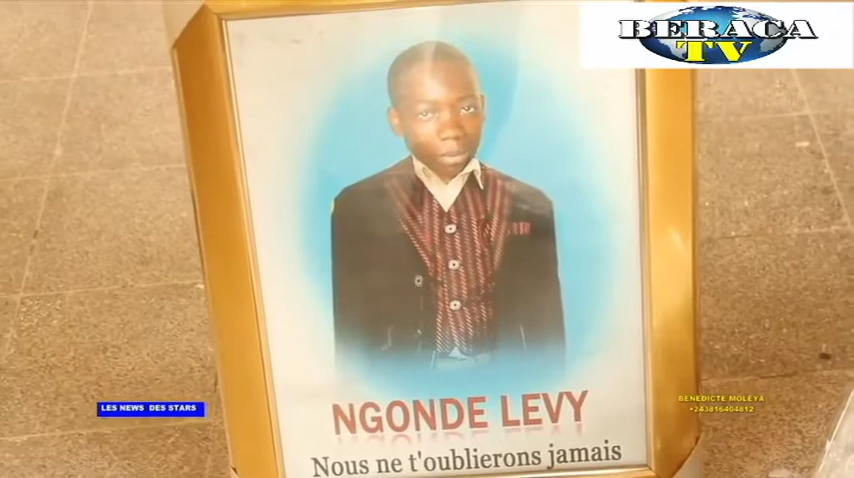 BERACA
TV
LES NEWS DES STARS
BENEDICTE MOLEYA
+243816404812
NGONDE LEVY
Nous ne t'oublierons jamais